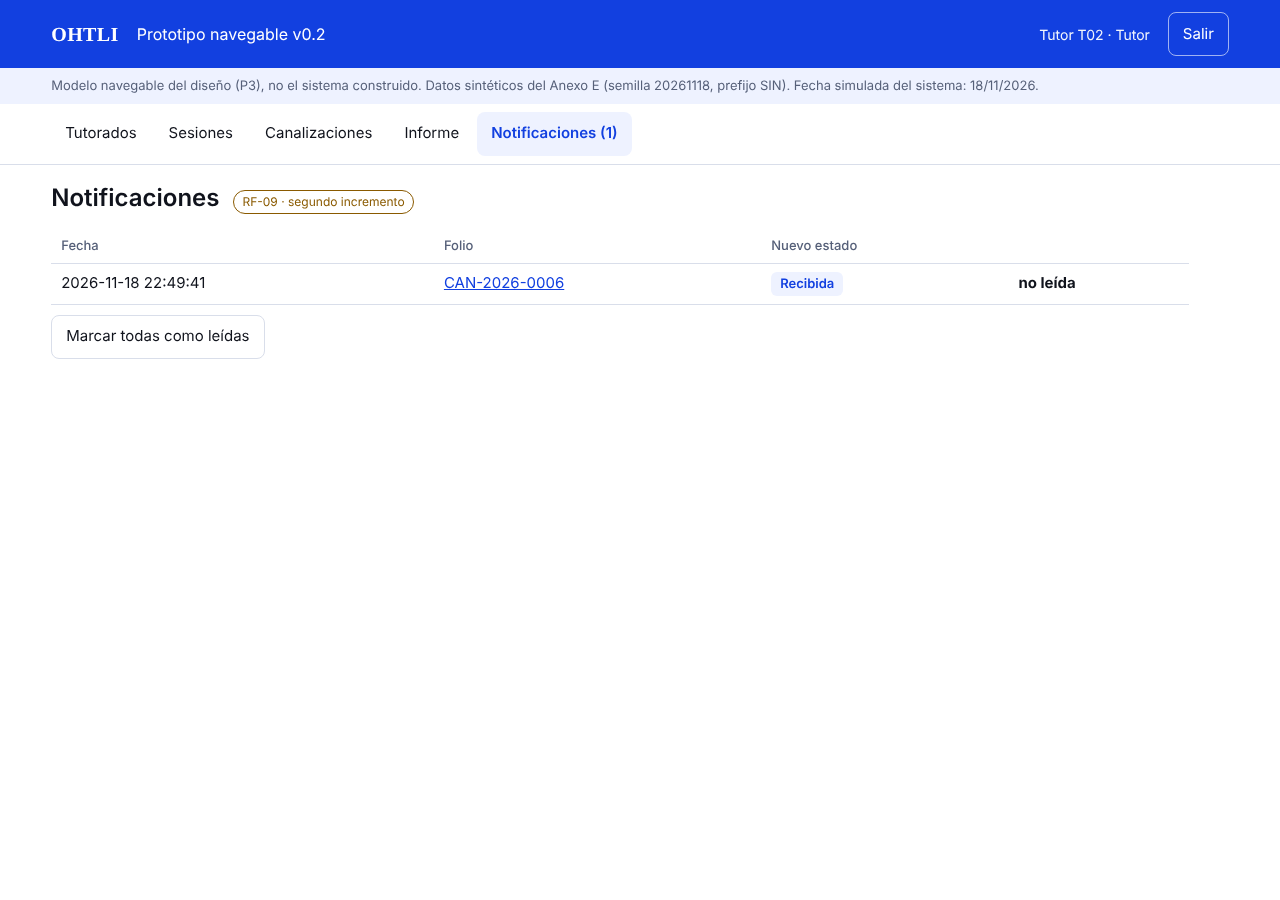 OHTLI Prototipo navegable v0.2 Tutor T02 · Tutor Salir
Modelo navegable del diseño (P3), no el sistema construido. Datos sintéticos del Anexo E (semilla 20261118, prefijo SIN). Fecha simulada del sistema: 18/11/2026.
Tutorados Sesiones Canalizaciones Informe Notificaciones (1)
Notificaciones RF-09 · segundo incremento
Fecha Folio Nuevo estado
2026-11-18 22:49:41 CAN-2026-0006 Recibida no leída
Marcar todas como leídas